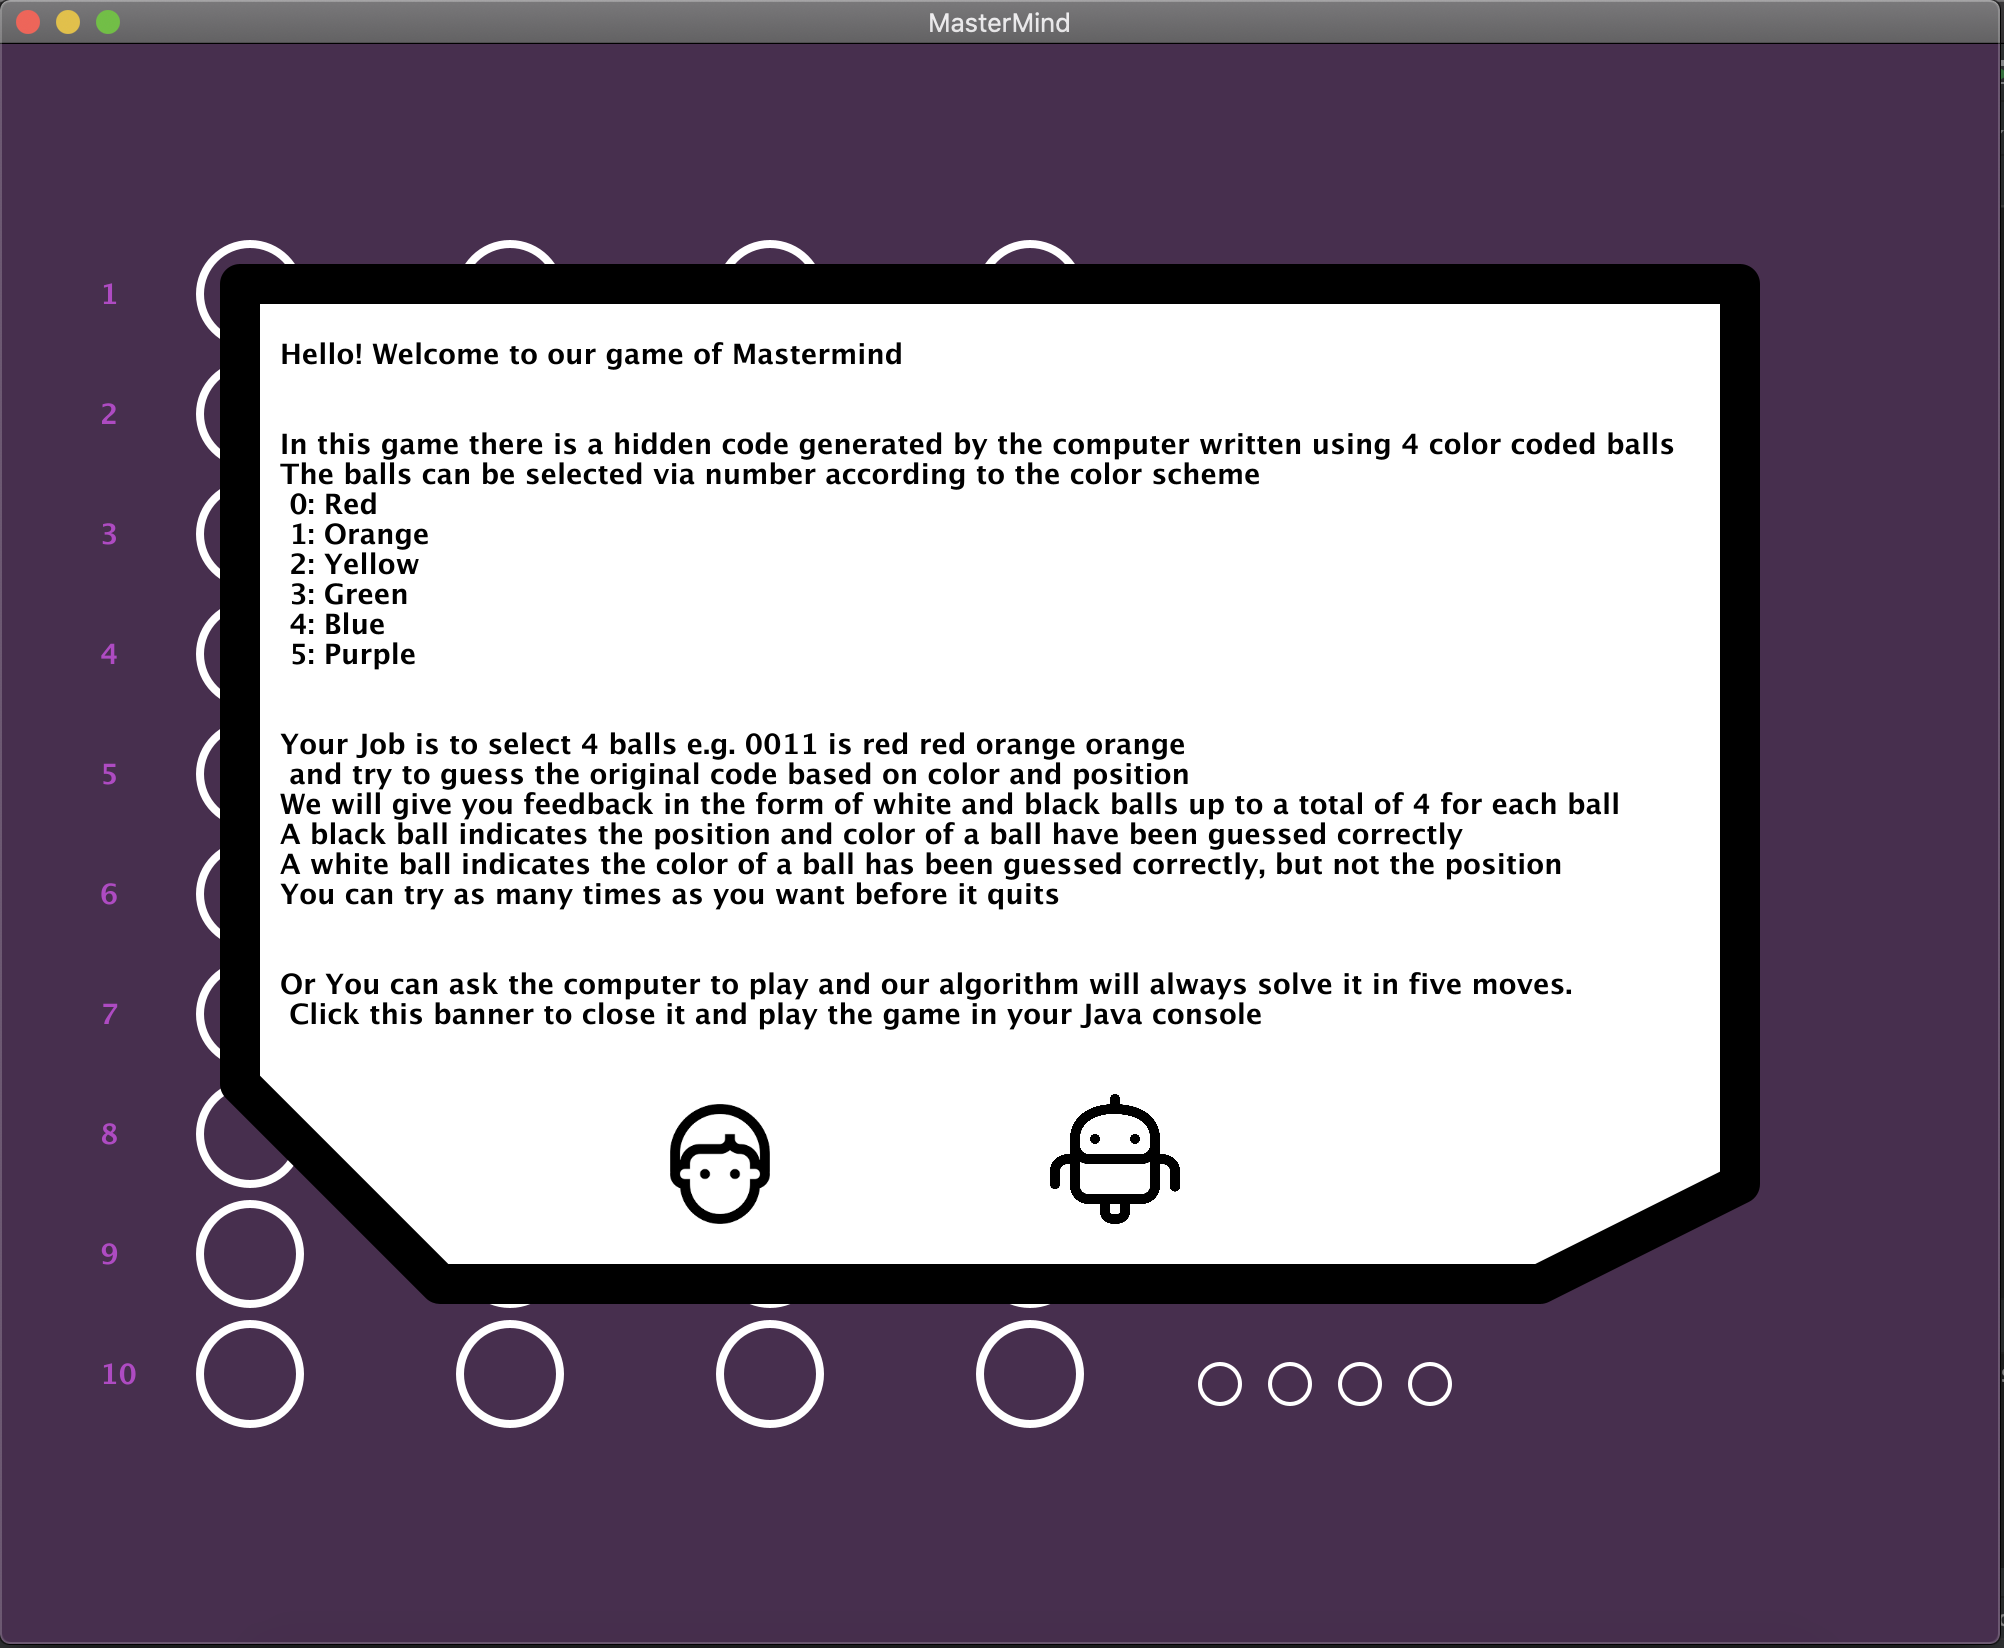 MasterMind
Hello! Welcome to our game of Mastermind
In this game there is a hidden code generated by the computer written using 4 color coded balls
The balls can be selected via number according to the color scheme
0: Red
1: Orange
2: Yellow
3: Green
4: Blue
5: Purple
Your Job is to select 4 balls e.g. 0011 is red red orange orange
and try to guess the original code based on color and position
We will give you feedback in the form of white and black balls up to a total of 4 for each ball
A black ball indicates the position and color of a ball have been guessed correctly
A white ball indicates the color of a ball has been guessed correctly, but not the position
You can try as many times as you want before it quits
Or You can ask the computer to play and our algorithm will always solve it in five moves.
Click this banner to close it and play the game in your Java console
1
2
3
4
5
6
7
8
9
10